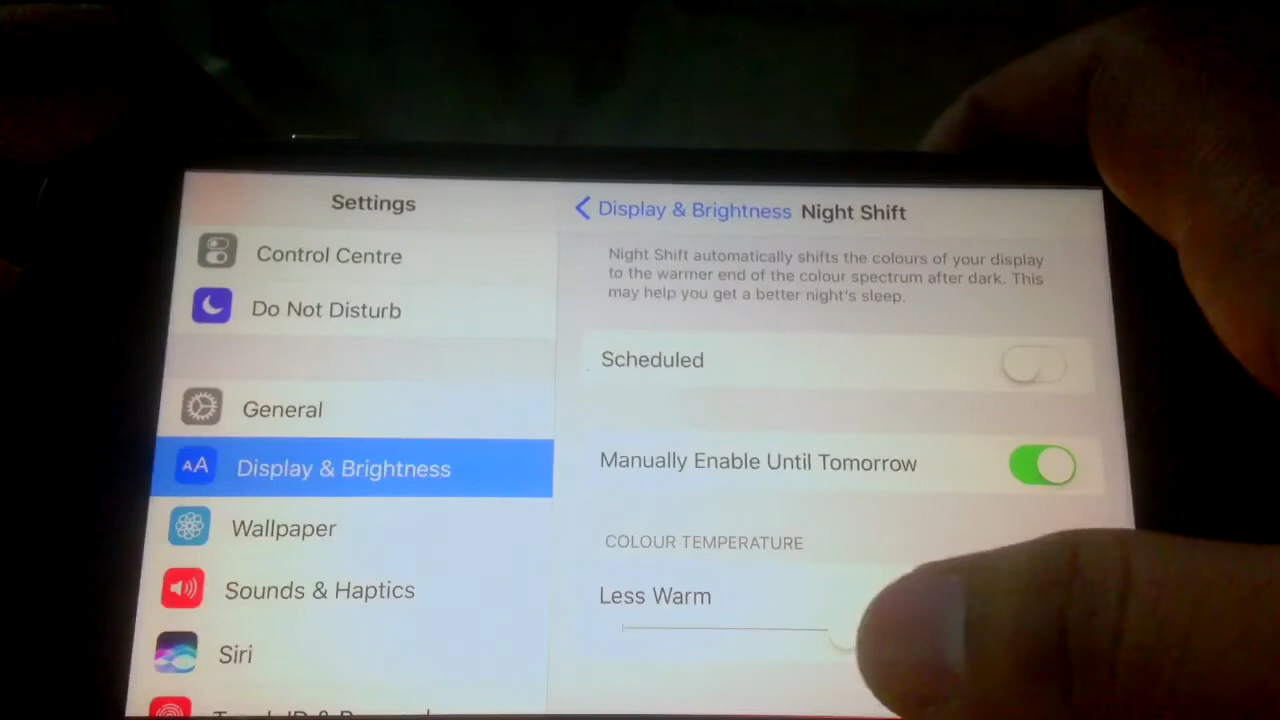 Settings
Control Centre
Do Not Disturb
General
AA
Display & Brightness
Wallpaper
Sounds & Haptics
Siri
Display & Brightness Night Shift
Night Shift automatically shifts the colours of your display
to the warmer end of the colour spectrum after dark. This
may help you get a better night's sleep.
Scheduled
Manually Enable Until Tomorrow
COLOUR TEMPERATURE
Less Warm